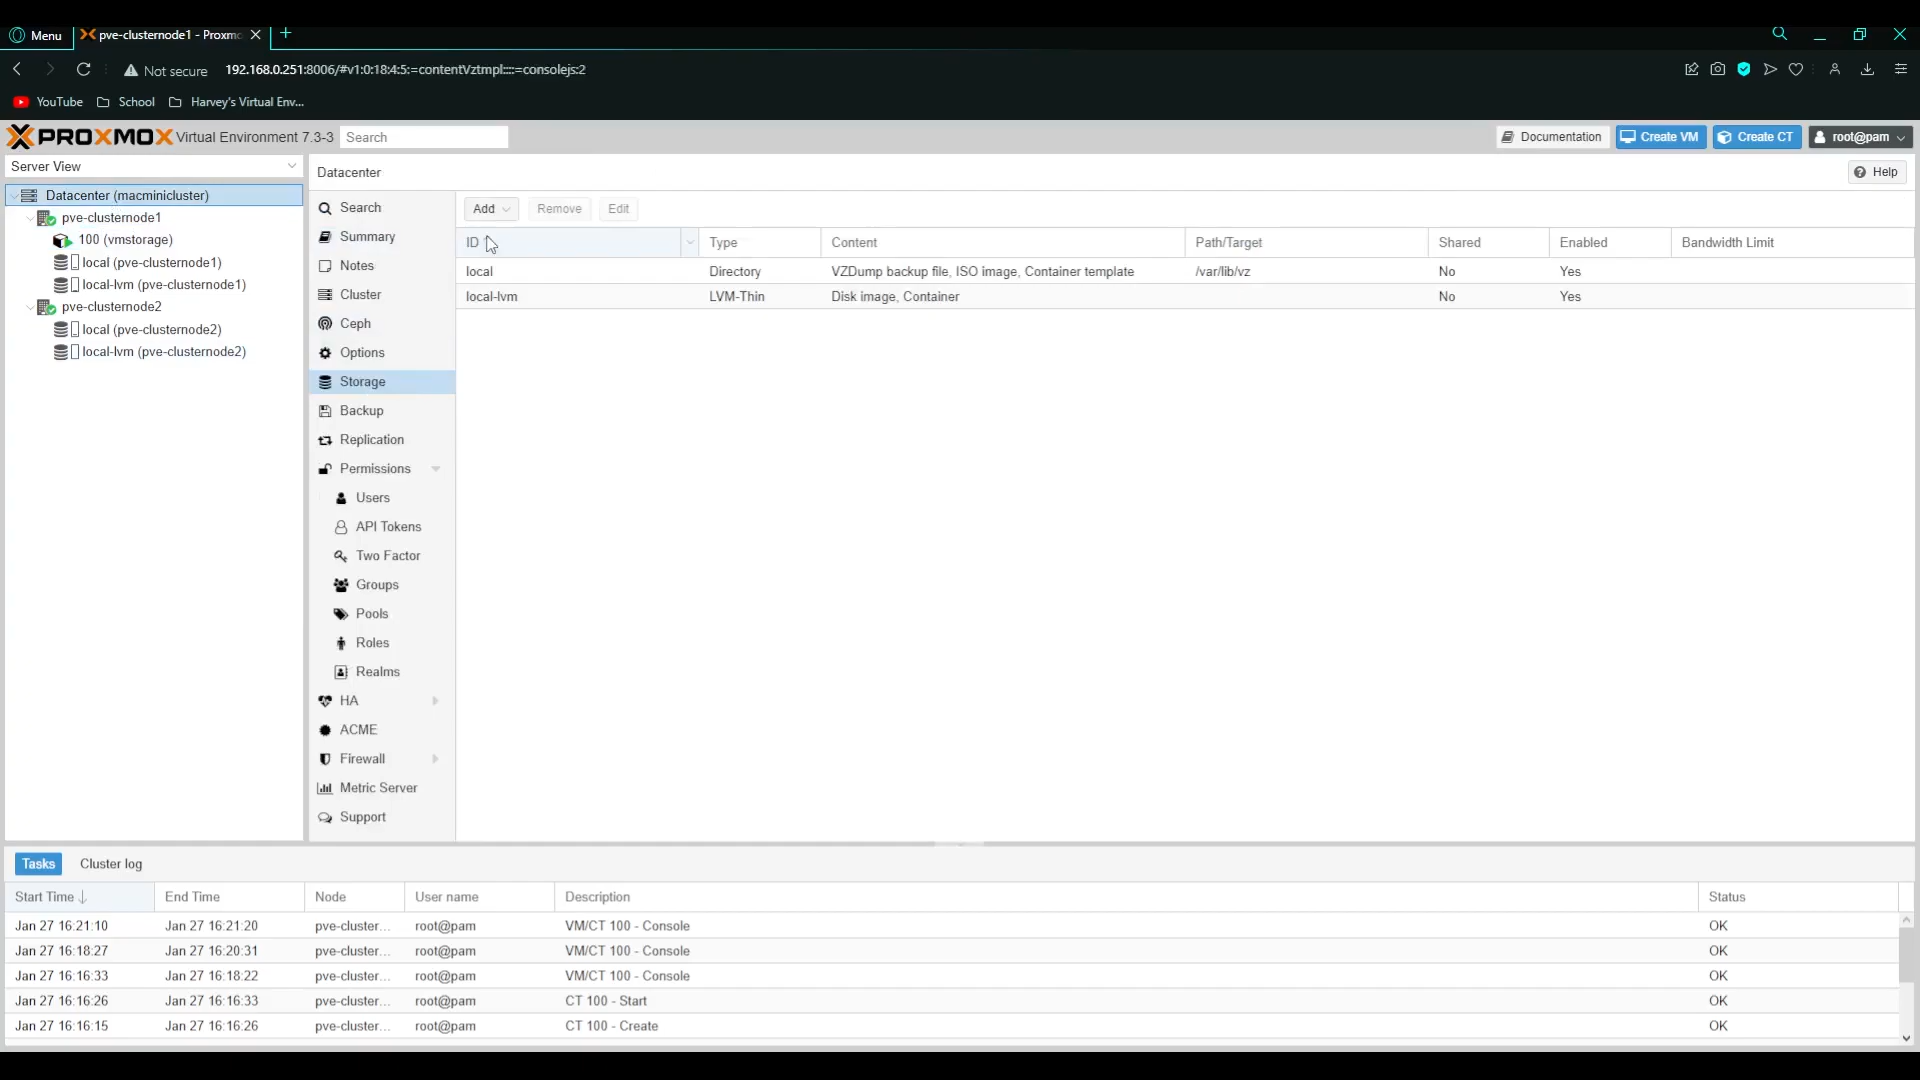 Menu
pve-clusternode1 - Proxmo
Not secure
192.168.0.251:8006/#v1:0:18:4:5:=contentVztmpl::::=consolejs:2
YouTube
School
Harvey's Virtual Env...
PROXMOX Virtual Environment 7.3-3
Search
Documentation
Create VM
Create CT
root@pam
Server View
Datacenter
Help
Datacenter (macminicluster)
pve-clusternode1
100 (vmstorage)
local (pve-clusternode1)
local-lvm (pve-clusternode1)
pve-clusternode2
local (pve-clusternode2)
local-lvm (pve-clusternode2)
Search
Summary
Notes
Cluster
Ceph
Options
Storage
Backup
Replication
Permissions
Users
API Tokens
Two Factor
Groups
Pools
Roles
Realms
HA
ACME
Firewall
Metric Server
Support
Add
Remove
Edit
ID Type Content Path/Target Shared Enabled Bandwidth Limit
local Directory VZDump backup file, ISO image, Container template /var/lib/vz No Yes
local-lvm LVM-Thin Disk image, Container No Yes
Tasks
Cluster log
Start Time End Time Node User name Description Status
Jan 27 16:21:10 Jan 27 16:21:20 pve-cluster... root@pam VM/CT 100 - Console OK
Jan 27 16:18:27 Jan 27 16:20:31 pve-cluster... root@pam VM/CT 100 - Console OK
Jan 27 16:16:33 Jan 27 16:18:22 pve-cluster... root@pam VM/CT 100 - Console OK
Jan 27 16:16:26 Jan 27 16:16:33 pve-cluster... root@pam CT 100 - Start OK
Jan 27 16:16:15 Jan 27 16:16:26 pve-cluster... root@pam CT 100 - Create OK